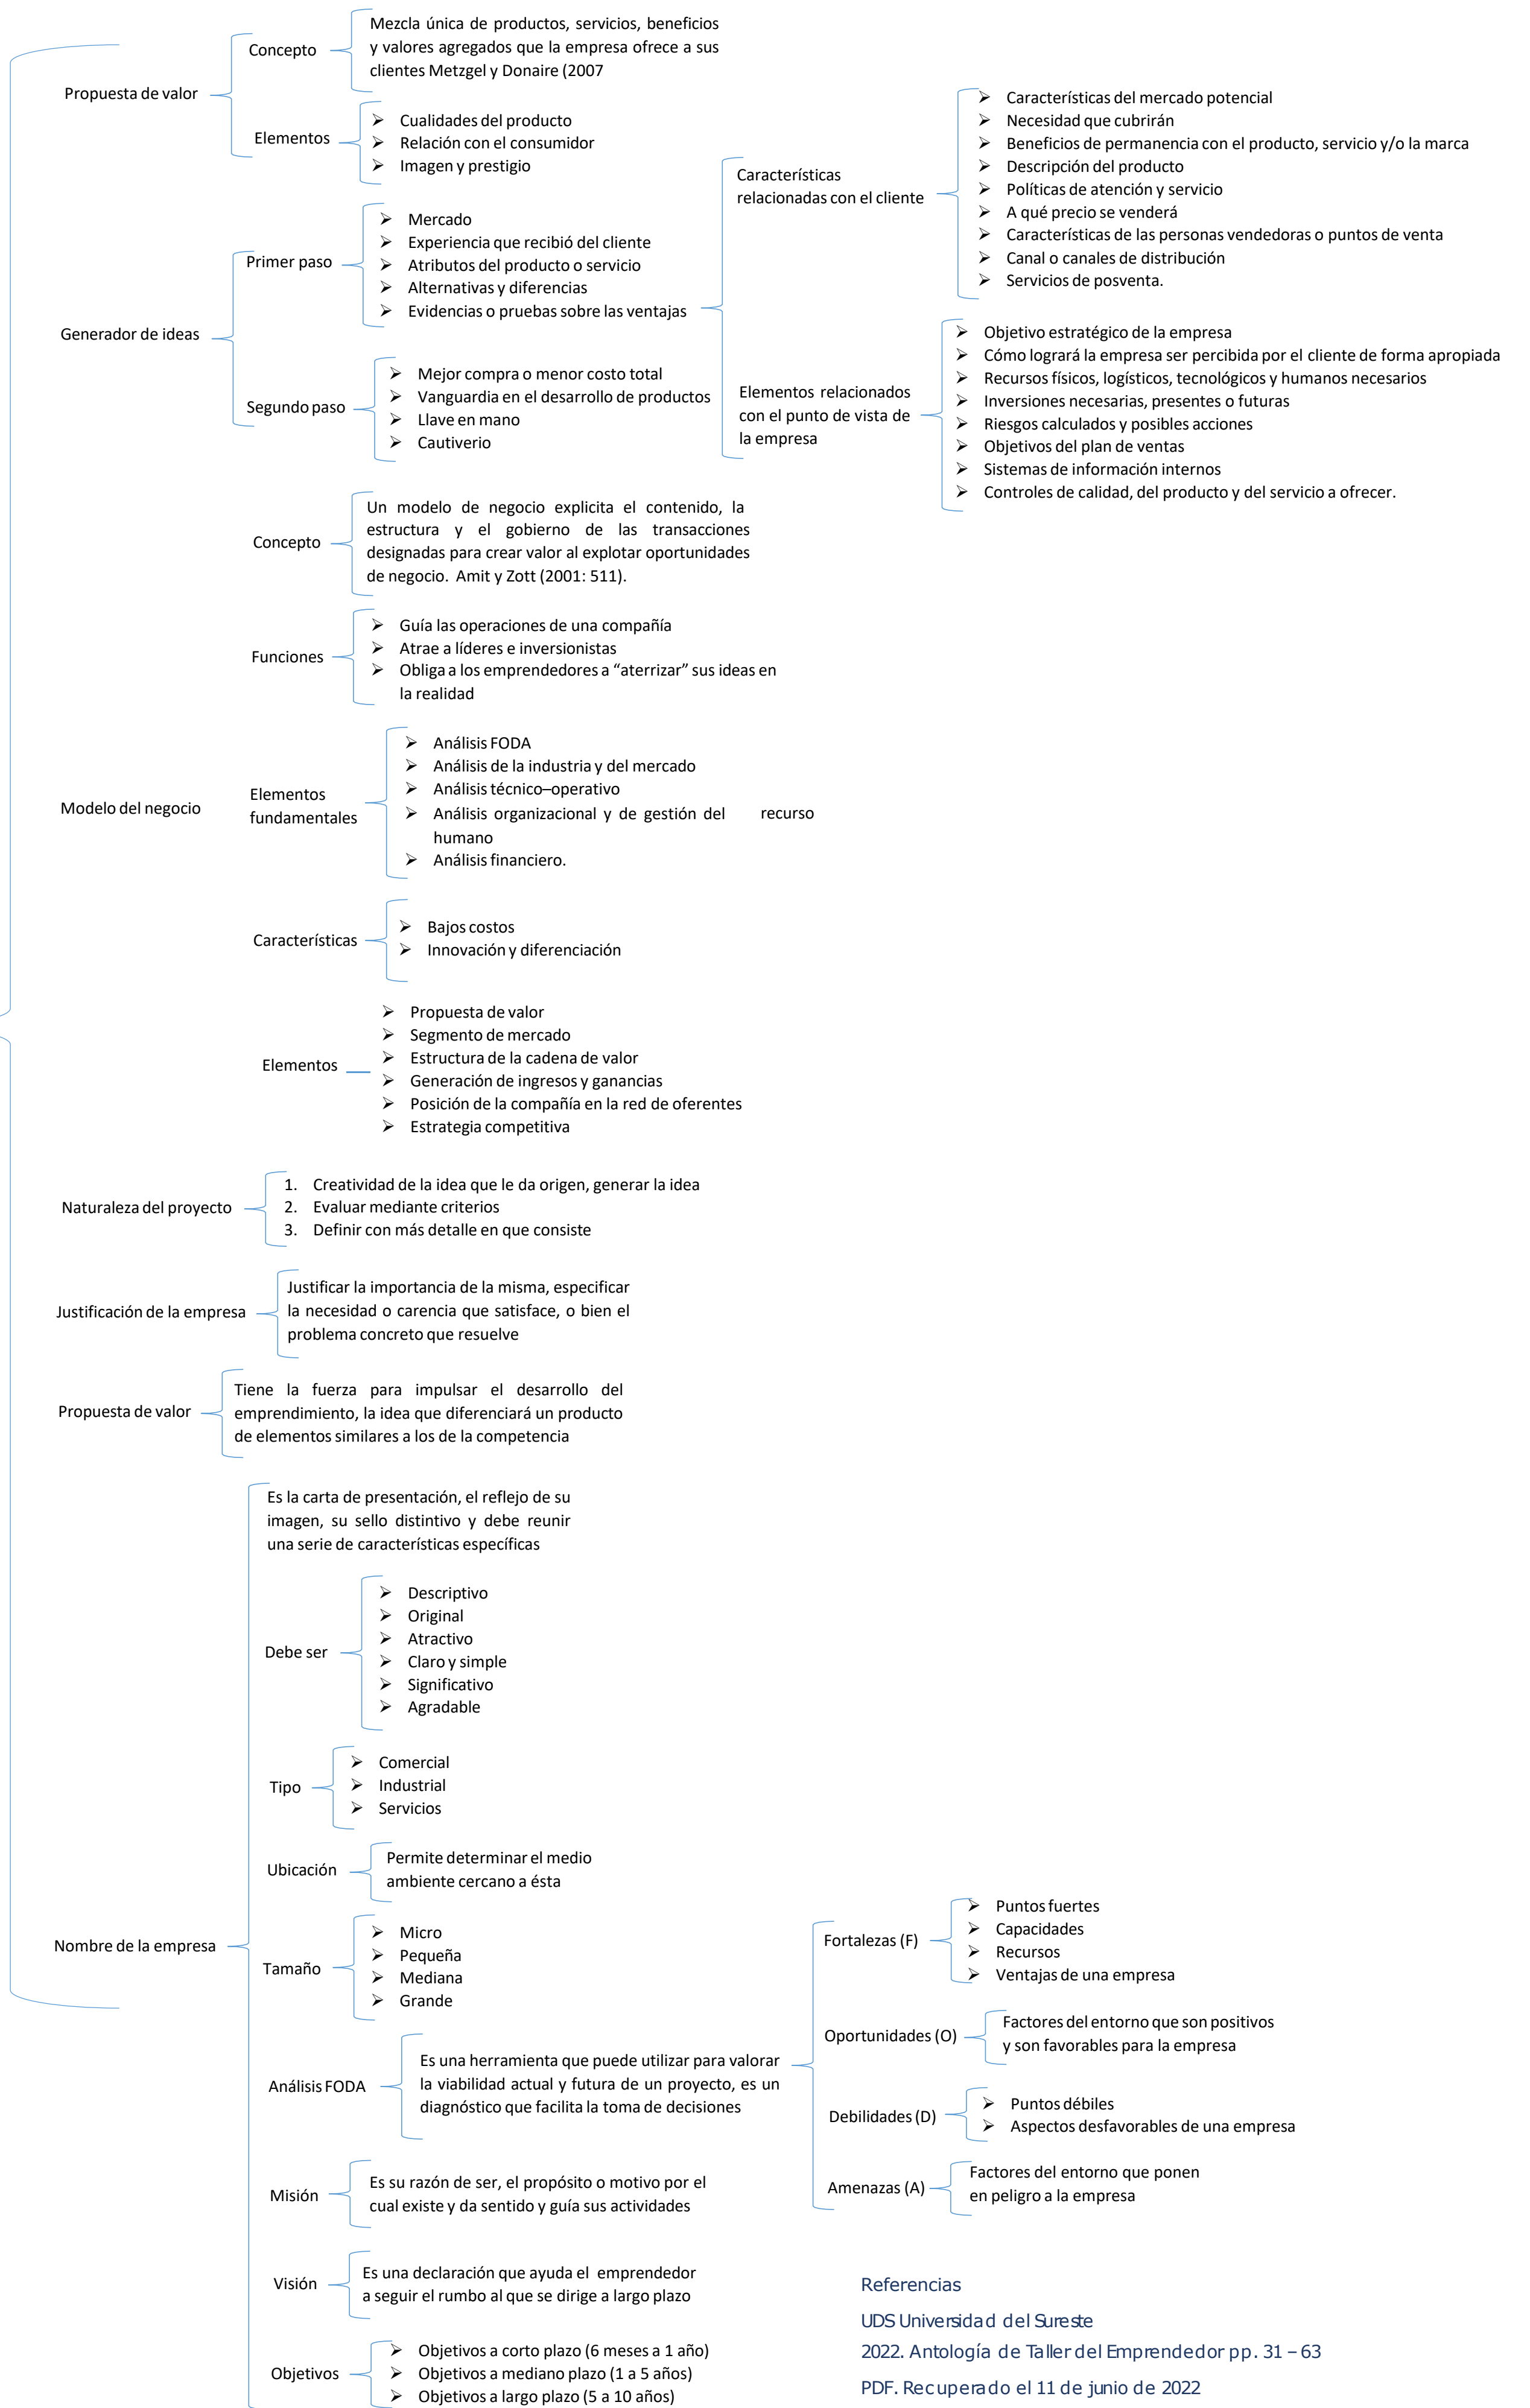 Propuesta de valor
Concepto
Mezcla única de productos, servicios, beneficios
y valores agregados que la empresa ofrece a sus
clientes Metzgel y Donaire (2007
Elementos
➢ Cualidades del producto
➢ Relación con el consumidor
➢ Imagen y prestigio
Generador de ideas
Primer paso
➢ Mercado
➢ Experiencia que recibió del cliente
➢ Atributos del producto o servicio
➢ Alternativas y diferencias
➢ Evidencias o pruebas sobre las ventajas
Características
relacionadas con el cliente
➢ Características del mercado potencial
➢ Necesidad que cubrirán
➢ Beneficios de permanencia con el producto, servicio y/o la marca
➢ Descripción del producto
➢ Políticas de atención y servicio
➢ A qué precio se venderá
➢ Características de las personas vendedoras o puntos de venta
➢ Canal o canales de distribución
➢ Servicios de posventa.
Elementos relacionados
con el punto de vista de
la empresa
➢ Objetivo estratégico de la empresa
➢ Cómo logrará la empresa ser percibida por el cliente de forma apropiada
➢ Recursos físicos, logísticos, tecnológicos y humanos necesarios
➢ Inversiones necesarias, presentes o futuras
➢ Riesgos calculados y posibles acciones
➢ Objetivos del plan de ventas
➢ Sistemas de información internos
➢ Controles de calidad, del producto y del servicio a ofrecer.
Segundo paso
➢ Mejor compra o menor costo total
➢ Vanguardia en el desarrollo de productos
➢ Llave en mano
➢ Cautiverio
Modelo del negocio
Concepto
Un modelo de negocio explicita el contenido, la
estructura y el gobierno de las transacciones
designadas para crear valor al explotar oportunidades
de negocio. Amit y Zott (2001: 511).
Funciones
➢ Guía las operaciones de una compañía
➢ Atrae a líderes e inversionistas
➢ Obliga a los emprendedores a “aterrizar” sus ideas en
la realidad
Elementos
fundamentales
➢ Análisis FODA
➢ Análisis de la industria y del mercado
➢ Análisis técnico–operativo
➢ Análisis organizacional y de gestión del recurso
humano
➢ Análisis financiero.
Características
➢ Bajos costos
➢ Innovación y diferenciación
Elementos
➢ Propuesta de valor
➢ Segmento de mercado
➢ Estructura de la cadena de valor
➢ Generación de ingresos y ganancias
➢ Posición de la compañía en la red de oferentes
➢ Estrategia competitiva
Naturaleza del proyecto
1. Creatividad de la idea que le da origen, generar la idea
2. Evaluar mediante criterios
3. Definir con más detalle en que consiste
Justificación de la empresa
Justificar la importancia de la misma, especificar
la necesidad o carencia que satisface, o bien el
problema concreto que resuelve
Propuesta de valor
Tiene la fuerza para impulsar el desarrollo del
emprendimiento, la idea que diferenciará un producto
de elementos similares a los de la competencia
Nombre de la empresa
Es la carta de presentación, el reflejo de su
imagen, su sello distintivo y debe reunir
una serie de características específicas
Debe ser
➢ Descriptivo
➢ Original
➢ Atractivo
➢ Claro y simple
➢ Significativo
➢ Agradable
Tipo
➢ Comercial
➢ Industrial
➢ Servicios
Ubicación
Permite determinar el medio
ambiente cercano a ésta
Tamaño
➢ Micro
➢ Pequeña
➢ Mediana
➢ Grande
Análisis FODA
Es una herramienta que puede utilizar para valorar
la viabilidad actual y futura de un proyecto, es un
diagnóstico que facilita la toma de decisiones
Fortalezas (F)
➢ Puntos fuertes
➢ Capacidades
➢ Recursos
➢ Ventajas de una empresa
Oportunidades (O)
Factores del entorno que son positivos
y son favorables para la empresa
Debilidades (D)
➢ Puntos débiles
➢ Aspectos desfavorables de una empresa
Amenazas (A)
Factores del entorno que ponen
en peligro a la empresa
Misión
Es su razón de ser, el propósito o motivo por el
cual existe y da sentido y guía sus actividades
Visión
Es una declaración que ayuda el emprendedor
a seguir el rumbo al que se dirige a largo plazo
Objetivos
➢ Objetivos a corto plazo (6 meses a 1 año)
➢ Objetivos a mediano plazo (1 a 5 años)
➢ Objetivos a largo plazo (5 a 10 años)
Referencias
UDS Universidad del Sureste
2022. Antología de Taller del Emprendedor pp. 31 – 63
PDF. Recuperado el 11 de junio de 2022